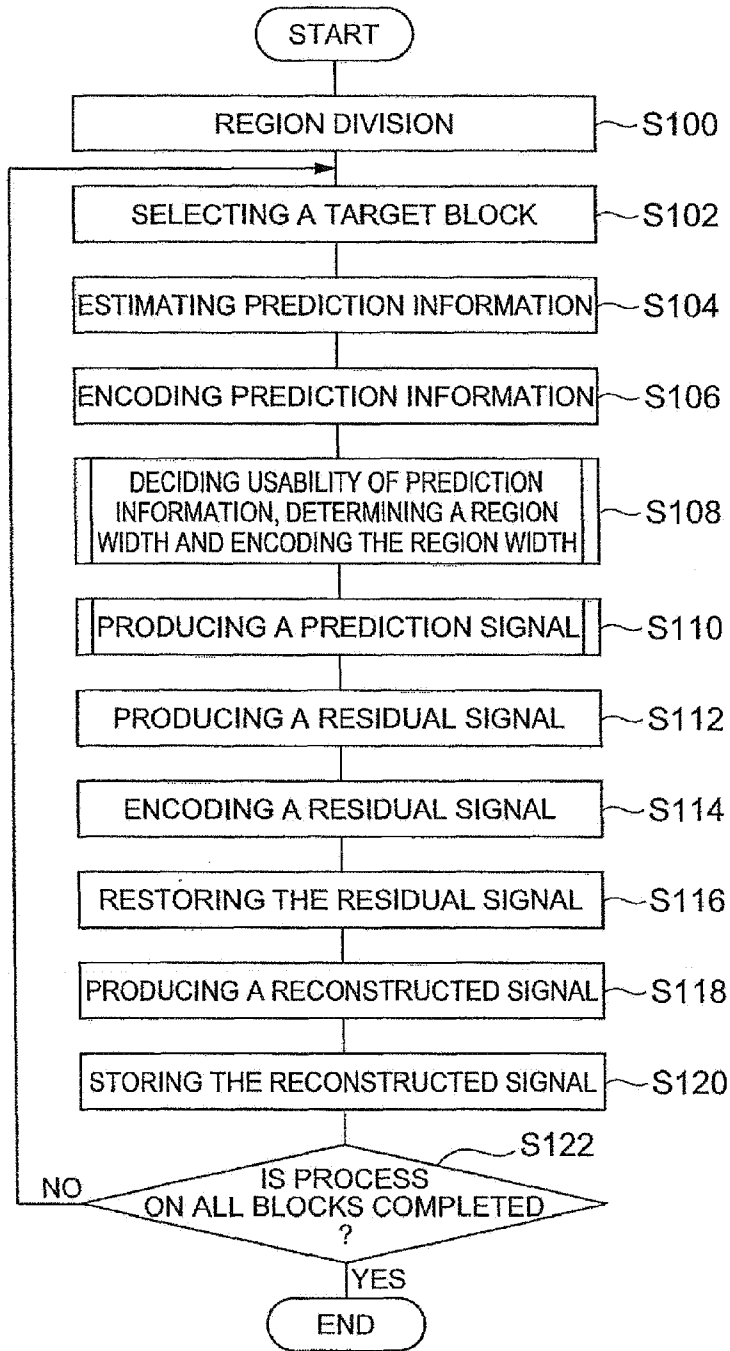 START
REGION DIVISION
S100
SELECTING A TARGET BLOCK
S102
ESTIMATING PREDICTION INFORMATION
S104
ENCODING PREDICTION INFORMATION
S106
DECIDING USABILITY OF PREDICTION
INFORMATION, DETERMINING A REGION
WIDTH AND ENCODING THE REGION WIDTH
S108
PRODUCING A PREDICTION SIGNAL
S110
PRODUCING A RESIDUAL SIGNAL
S112
ENCODING A RESIDUAL SIGNAL
S114
RESTORING THE RESIDUAL SIGNAL
S116
PRODUCING A RECONSTRUCTED SIGNAL
S118
STORING THE RECONSTRUCTED SIGNAL
S120
S122
IS PROCESS
ON ALL BLOCKS COMPLETED
?
NO
YES
END